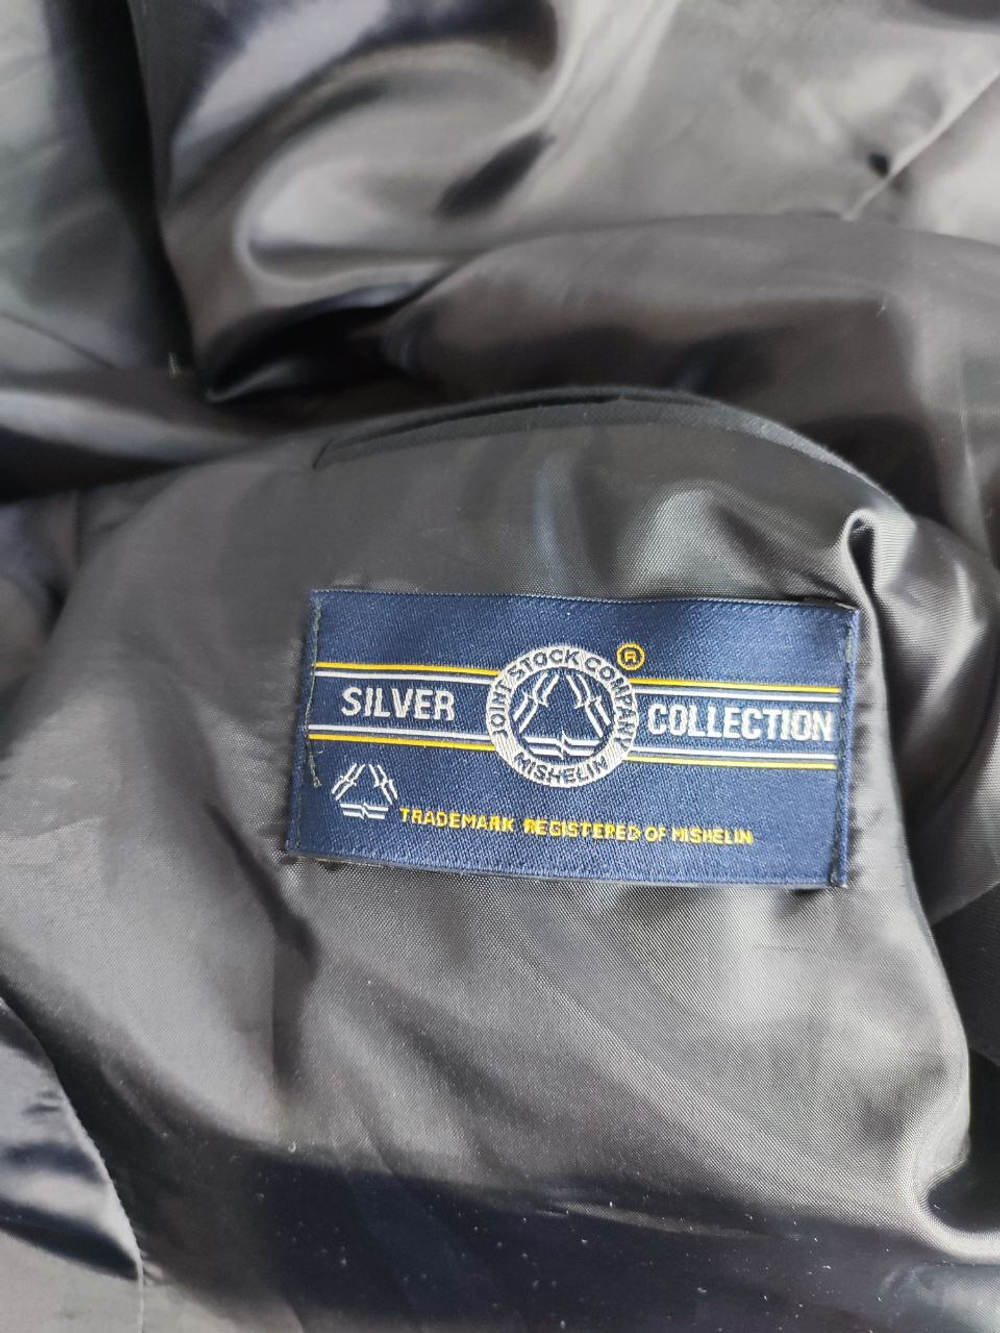 SILVER
JOINT STOCK COMPANY
MISHELIN
®
COLLECTION
TRADEMARK REGISTERED OF MISHELIN